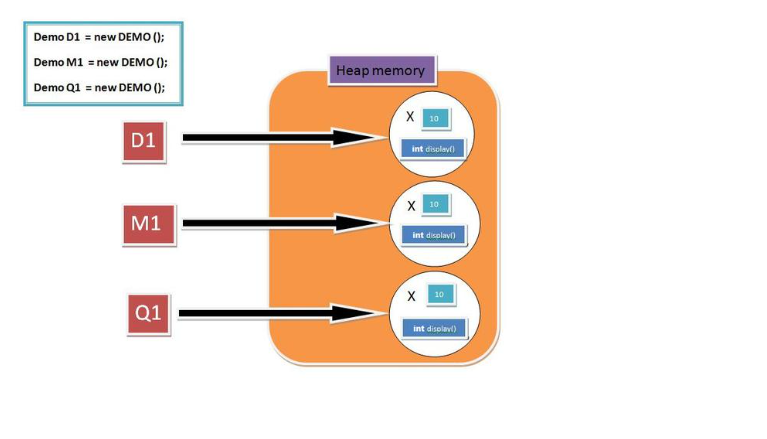 Demo D1 = new DEMO ();
Demo M1 = new DEMO ();
Demo Q1 = new DEMO ();
Heap memory
D1
X 10
int display()
M1
X 10
int display()
Q1
X 10
int display()